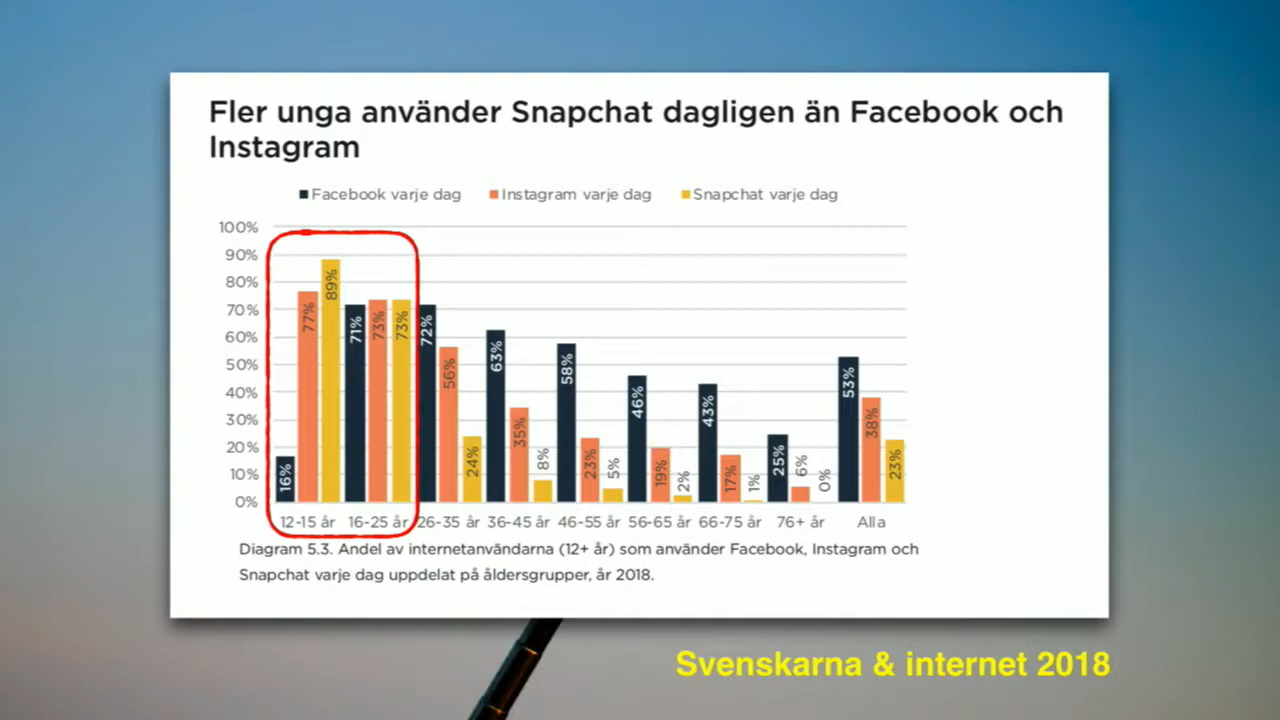 Fler unga använder Snapchat dagligen än Facebook och
Instagram
Facebook varje dag Instagram varje dag Snapchat varje dag
100%
90%
80%
70%
60%
50%
40%
30%
20%
10%
0%
16% 77% 89% 71% 73% 73% 72% 56% 24% 63% 35% 8% 58% 23% 5% 46% 19% 2% 43% 17% 1% 25% 6% 0% 53% 38% 23%
12-15 år 16-25 år 26-35 år 36-45 år 46-55 år 56-65 år 66-75 år 76+ år Alla
Diagram 5.3. Andel av internetanvändarna (12+ år) som använder Facebook, Instagram och
Snapchat varje dag uppdelat på åldersgrupper, år 2018.
Svenskarna & internet 2018